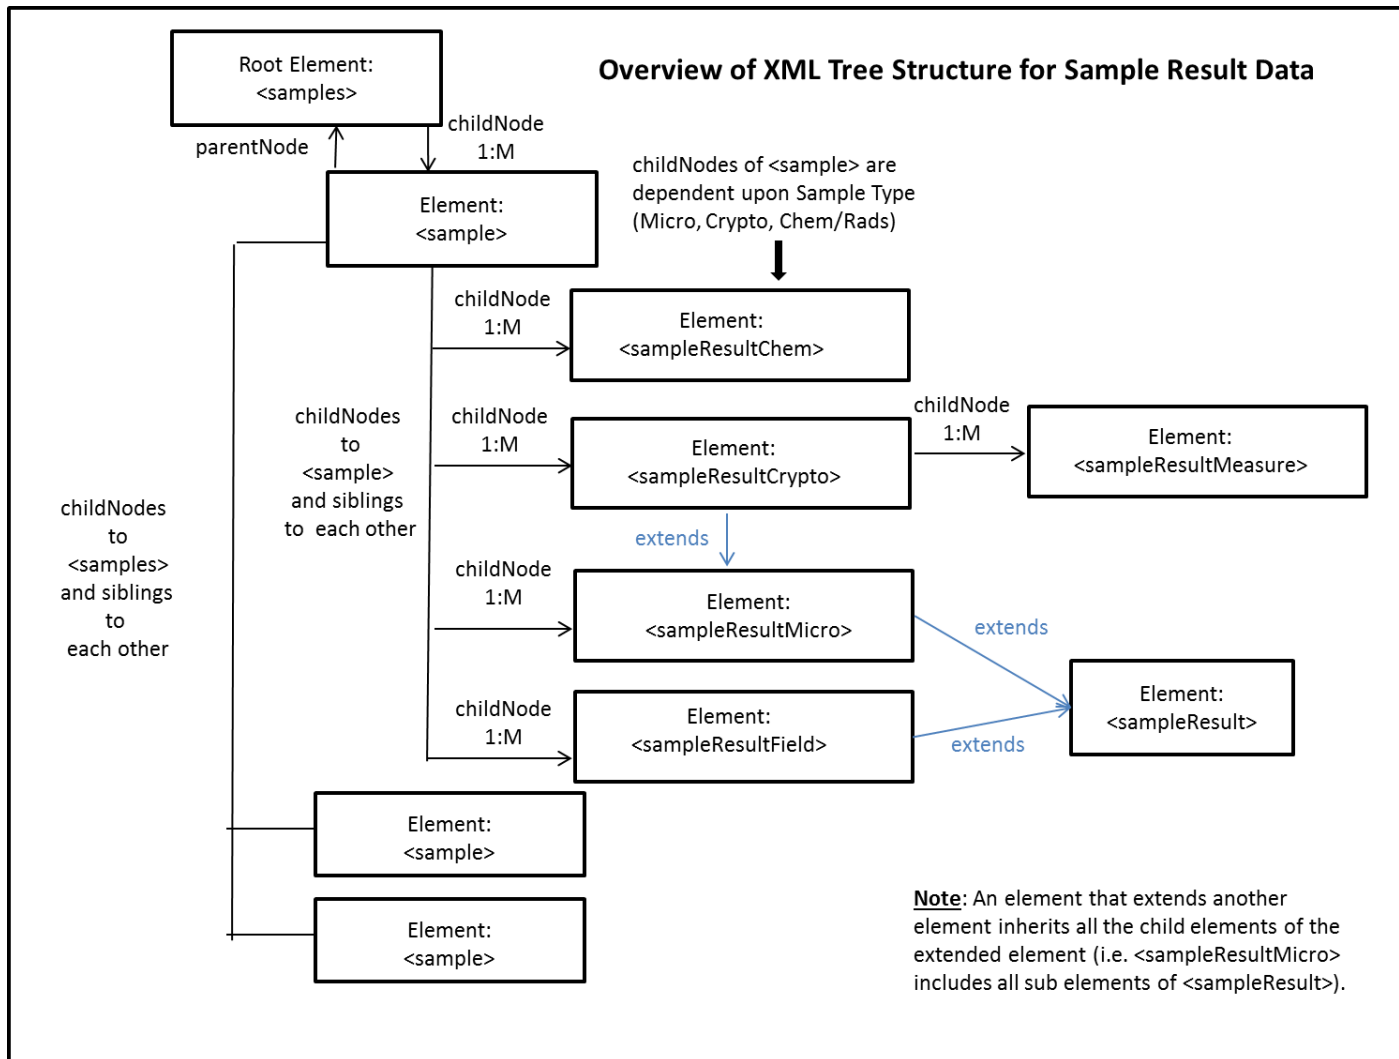 Overview of XML Tree Structure for Sample Result Data
Root Element:
<samples>
parentNode
childNode
1:M
Element:
<sample>
childNodes of <sample> are
dependent upon Sample Type
(Micro, Crypto, Chem/Rads)
childNode
1:M
Element:
<sampleResultChem>
childNodes
to
<sample>
and siblings
to each other
childNode
1:M
Element:
<sampleResultCrypto>
childNode
1:M
Element:
<sampleResultMeasure>
extends
childNodes
to
<samples>
and siblings
to
each other
childNode
1:M
Element:
<sampleResultMicro>
extends
Element:
<sampleResult>
childNode
1:M
Element:
<sampleResultField>
extends
Element:
<sample>
Element:
<sample>
Note: An element that extends another
element inherits all the child elements of the
extended element (i.e. <sampleResultMicro>
includes all sub elements of <sampleResult>).